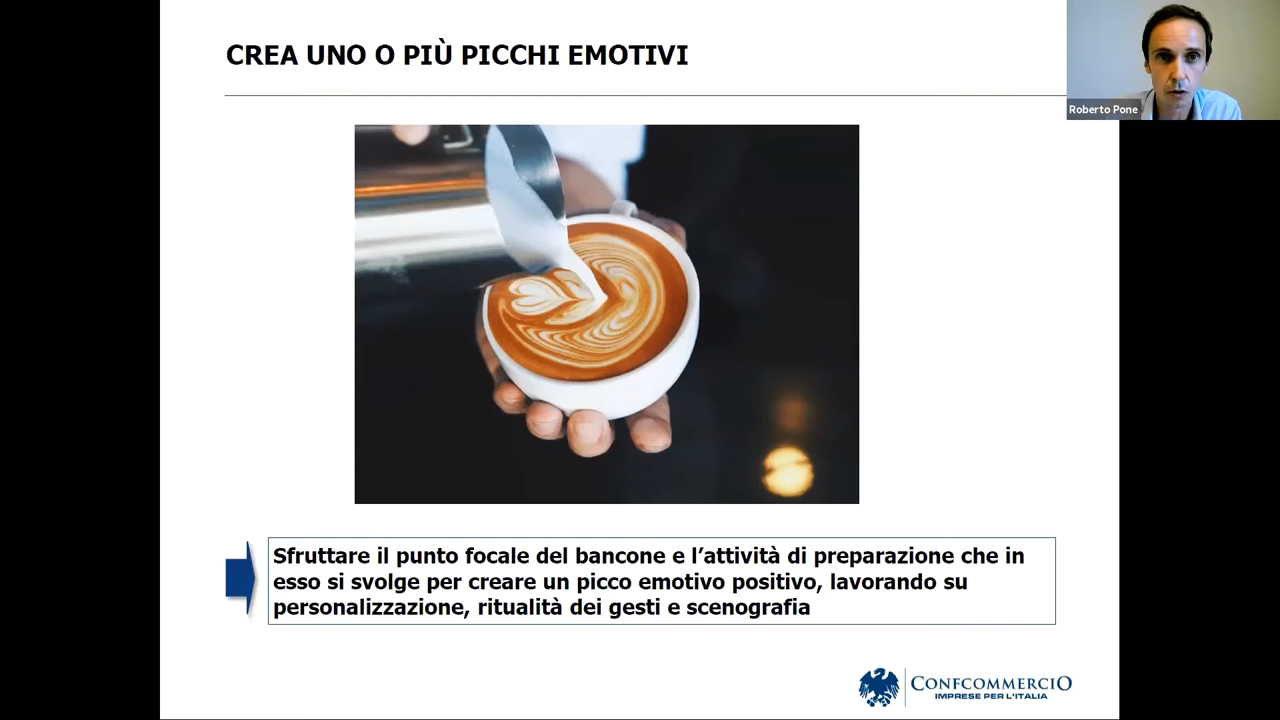 CREA UNO O PIÙ PICCHI EMOTIVI
Roberto Pone
Sfruttare il punto focale del bancone e l’attività di preparazione che in
esso si svolge per creare un picco emotivo positivo, lavorando su
personalizzazione, ritualità dei gesti e scenografia
CONFCOMMERCIO
IMPRESE PER L'ITALIA